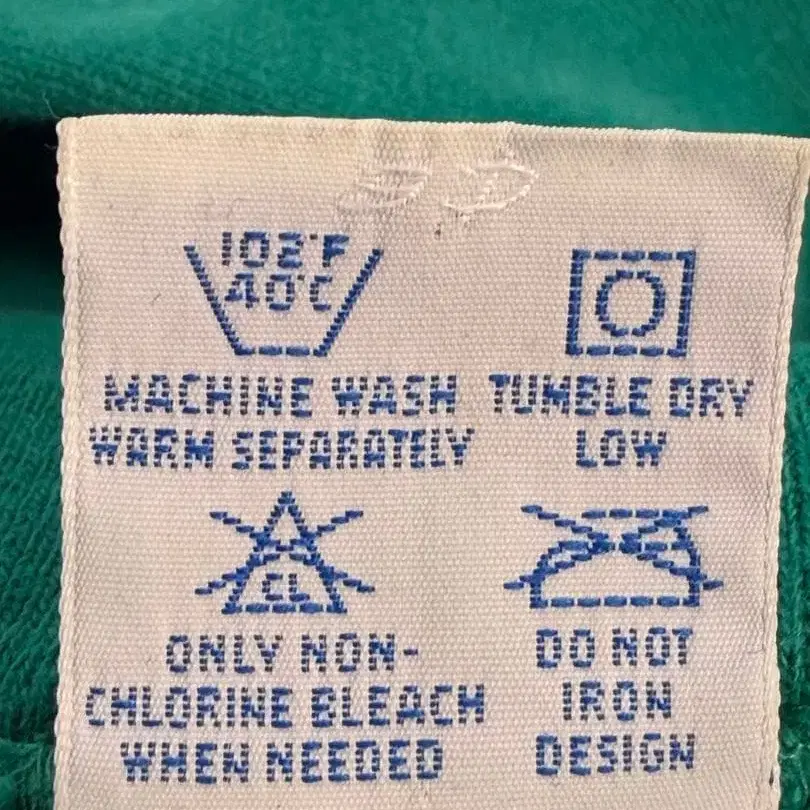 102°F
40°C
MACHINE WASH
WARM SEPARATELY
TUMBLE DRY
LOW
CL
ONLY NON-
CHLORINE BLEACH
WHEN NEEDED
DO NOT
IRON
DESIGN